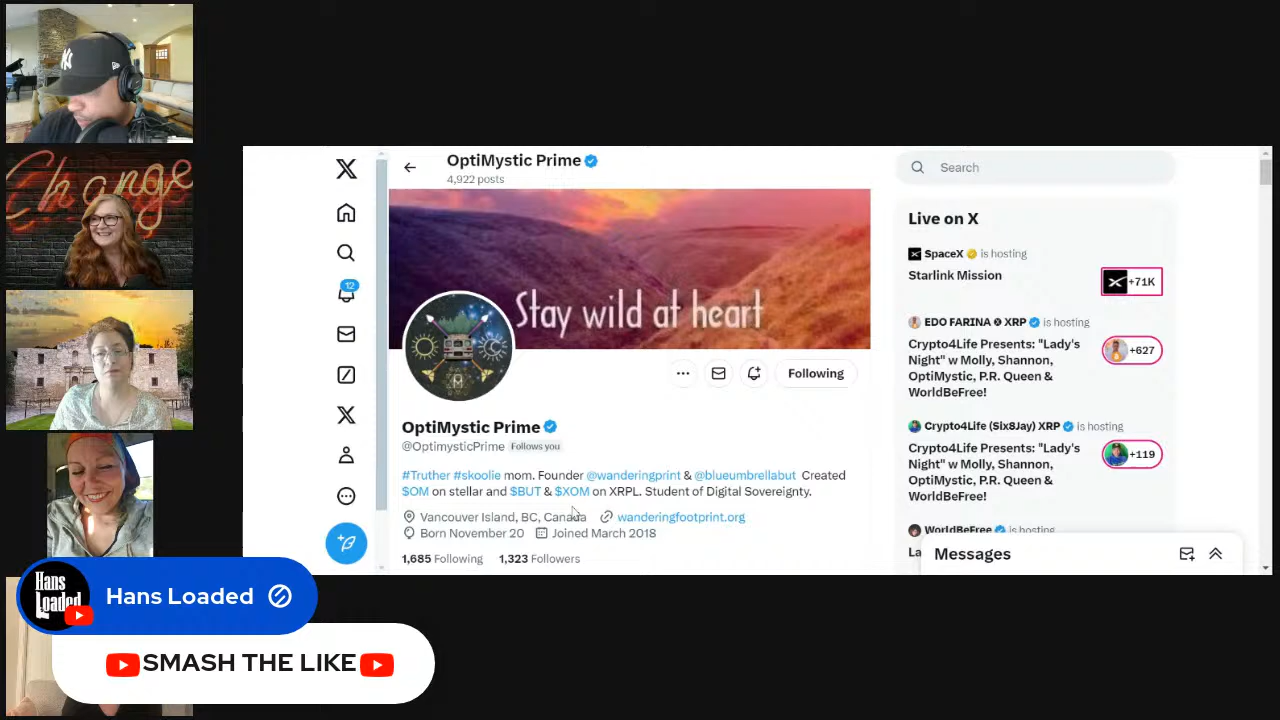 Change
OptiMystic Prime
4,922 posts
Stay wild at heart
Following
OptiMystic Prime
@OptimysticPrime Follows you
#Truther #skoolie mom. Founder @wanderingprint & @blueumbrellabut Created
$OM on stellar and $BUT & $XOM on XRPL. Student of Digital Sovereignty.
Vancouver Island, BC, Canada wanderingfootprint.org
Born November 20 Joined March 2018
1,685 Following 1,323 Followers
12
Search
Live on X
SpaceX is hosting
Starlink Mission
+71K
EDO FARINA XRP is hosting
Crypto4Life Presents: "Lady's
Night" w Molly, Shannon,
OptiMystic, P.R. Queen &
WorldBeFree!
+627
Crypto4Life (Six8Jay) XRP is hosting
Crypto4Life Presents: "Lady's
Night" w Molly, Shannon,
OptiMystic, P.R. Queen &
WorldBeFree!
+119
WorldBeFree is hosting
Messages
Hans
Loaded
Hans Loaded
SMASH THE LIKE